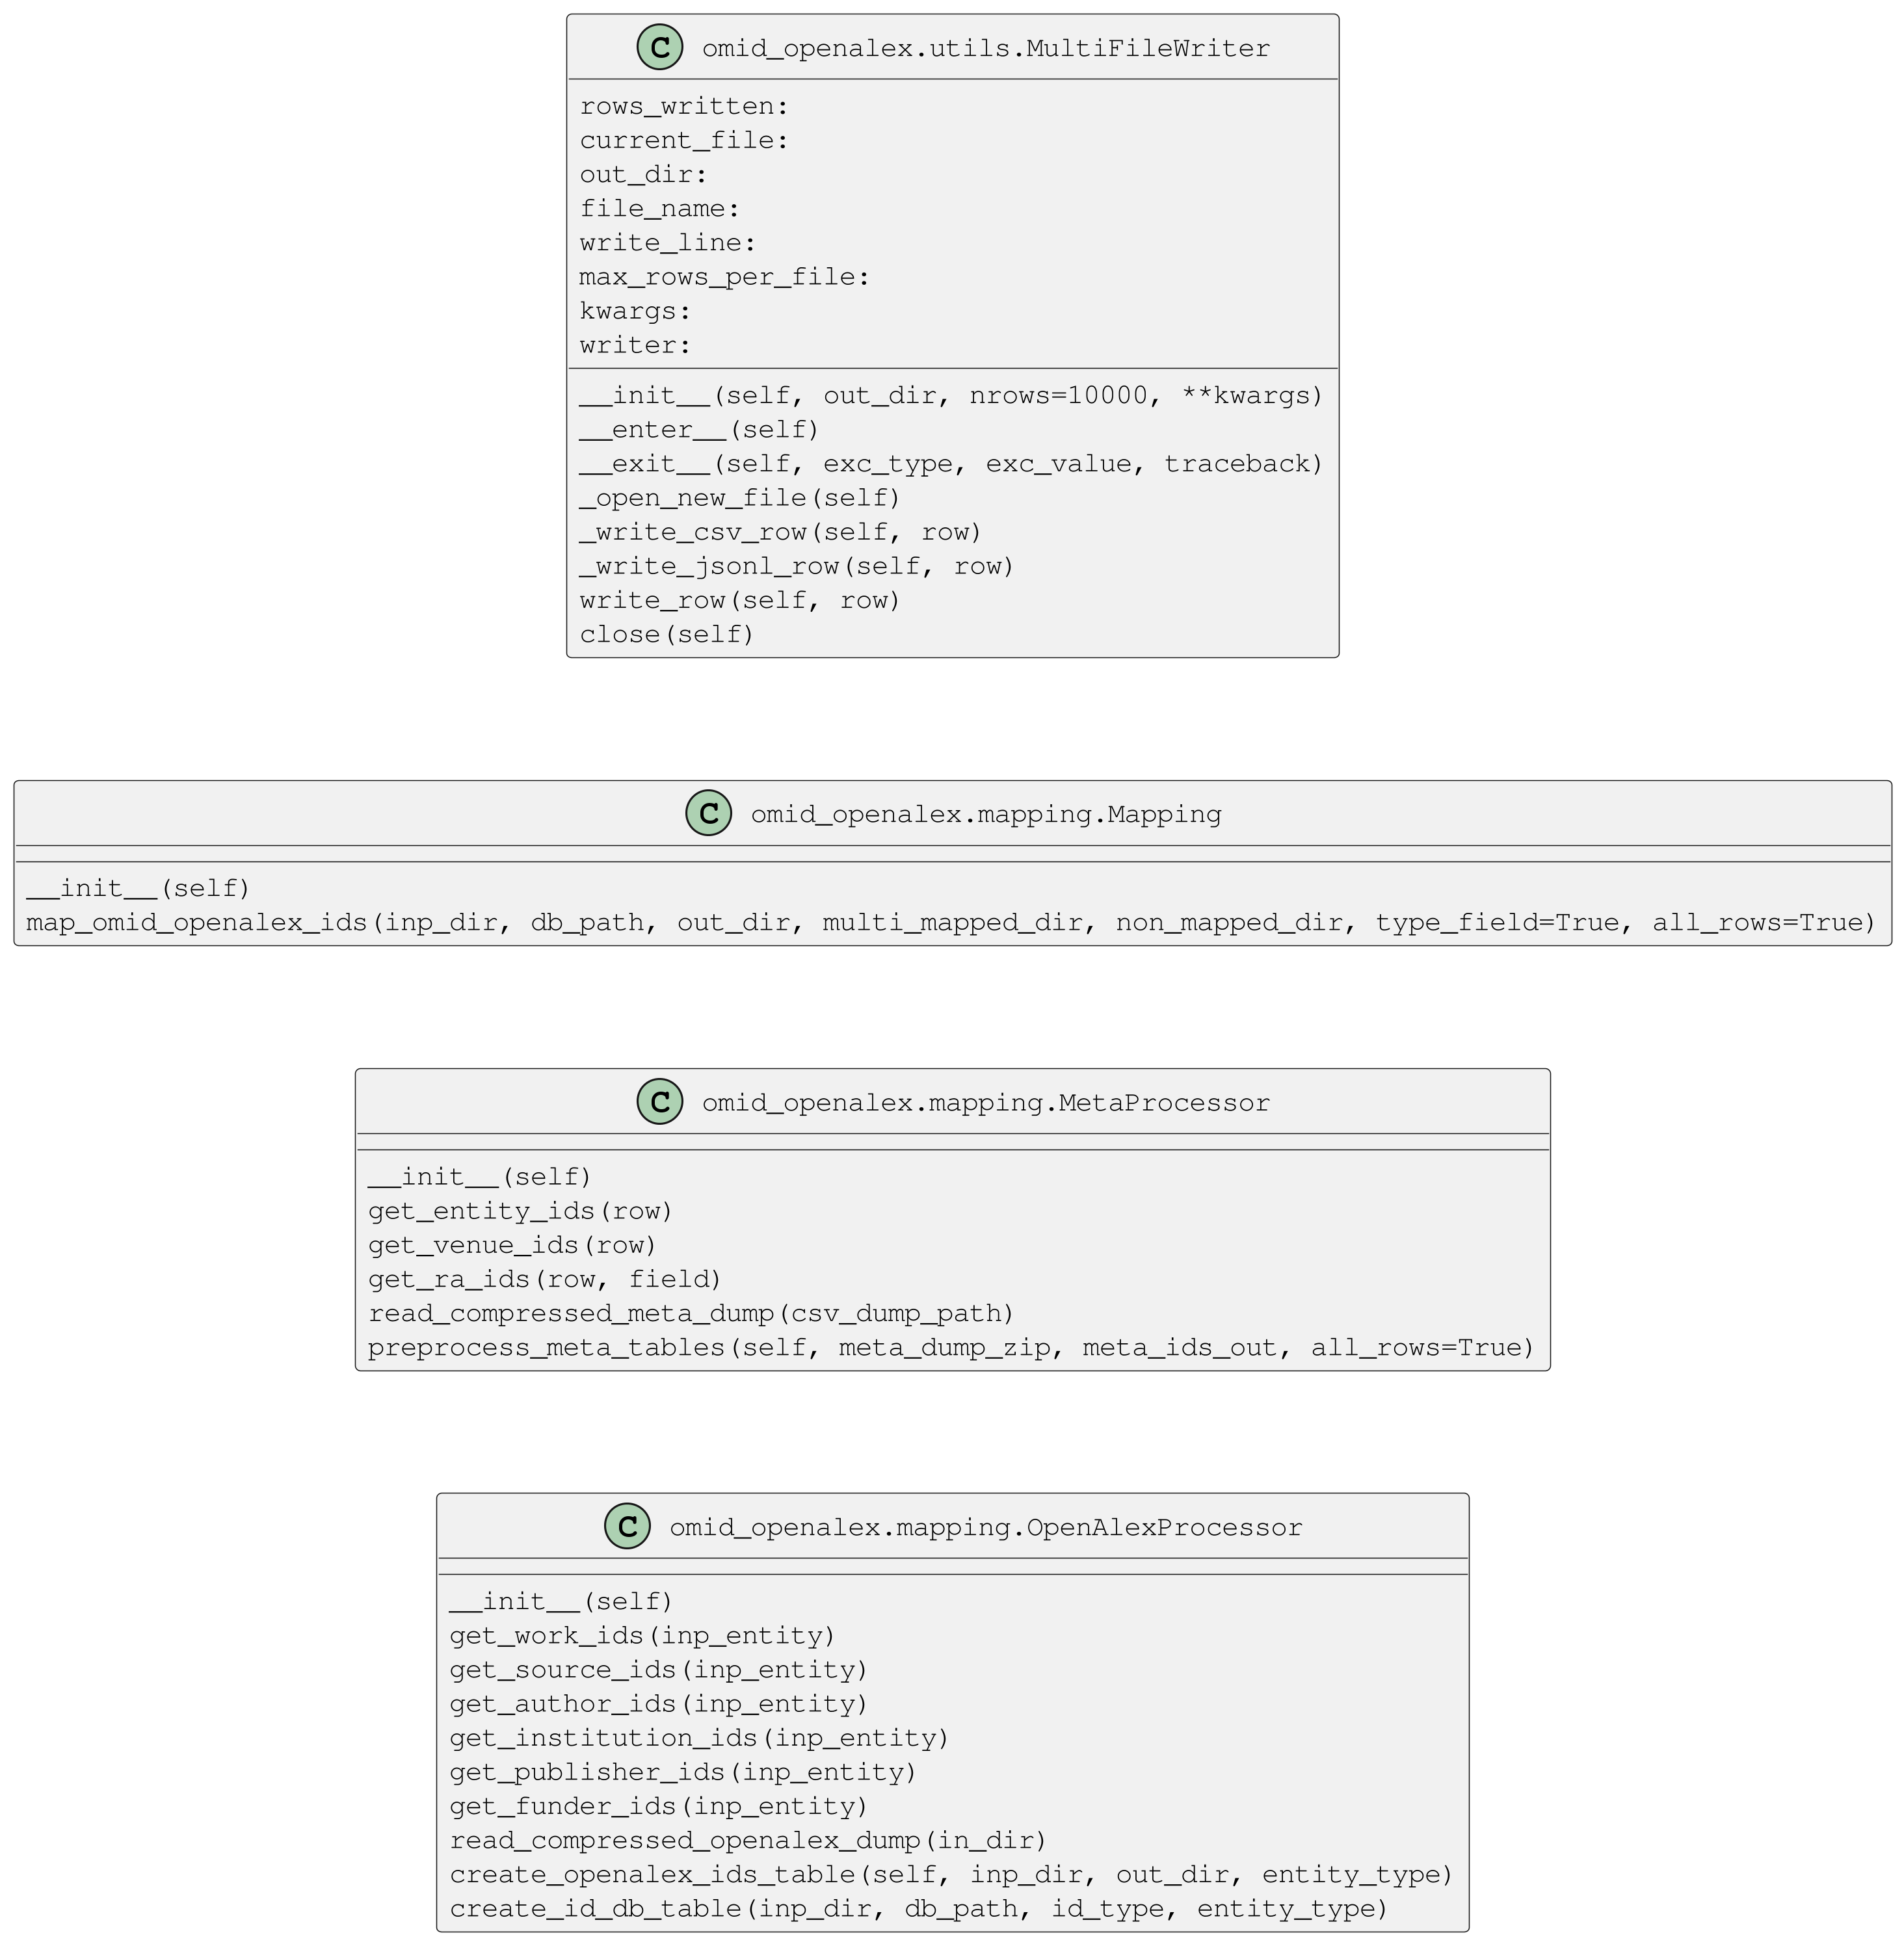 C omid_openalex.utils.MultiFileWriter
rows_written:
current_file:
out_dir:
file_name:
write_line:
max_rows_per_file:
kwargs:
writer:
__init__(self, out_dir, nrows=10000, **kwargs)
__enter__(self)
__exit__(self, exc_type, exc_value, traceback)
_open_new_file(self)
_write_csv_row(self, row)
_write_jsonl_row(self, row)
write_row(self, row)
close(self)
C omid_openalex.mapping.Mapping
__init__(self)
map_omid_openalex_ids(inp_dir, db_path, out_dir, multi_mapped_dir, non_mapped_dir, type_field=True, all_rows=True)
C omid_openalex.mapping.MetaProcessor
__init__(self)
get_entity_ids(row)
get_venue_ids(row)
get_ra_ids(row, field)
read_compressed_meta_dump(csv_dump_path)
preprocess_meta_tables(self, meta_dump_zip, meta_ids_out, all_rows=True)
C omid_openalex.mapping.OpenAlexProcessor
__init__(self)
get_work_ids(inp_entity)
get_source_ids(inp_entity)
get_author_ids(inp_entity)
get_institution_ids(inp_entity)
get_publisher_ids(inp_entity)
get_funder_ids(inp_entity)
read_compressed_openalex_dump(in_dir)
create_openalex_ids_table(self, inp_dir, out_dir, entity_type)
create_id_db_table(inp_dir, db_path, id_type, entity_type)